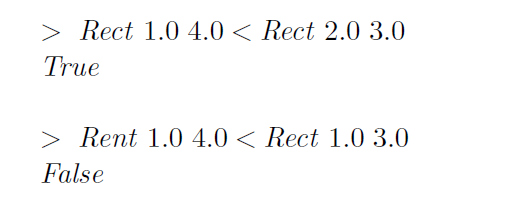 > Rect 1.0 4.0 < Rect 2.0 3.0
True
> Rent 1.0 4.0 < Rect 1.0 3.0
False